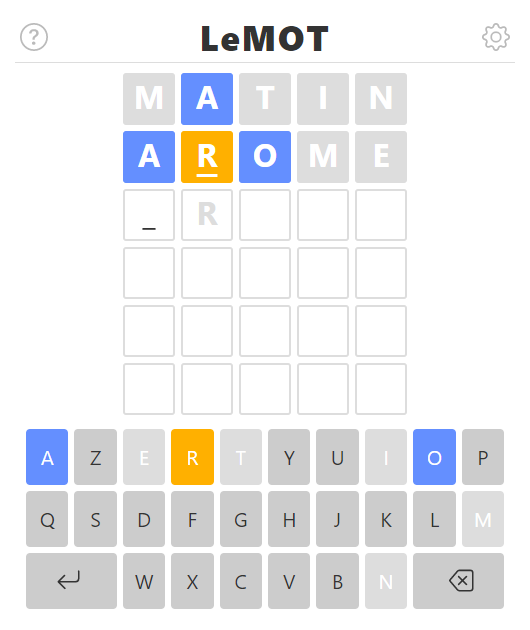 ?
LeMOT
M A T I N
A R O M E
_ R
A Z E R T Y U I O P
Q S D F G H J K L M
W X C V B N